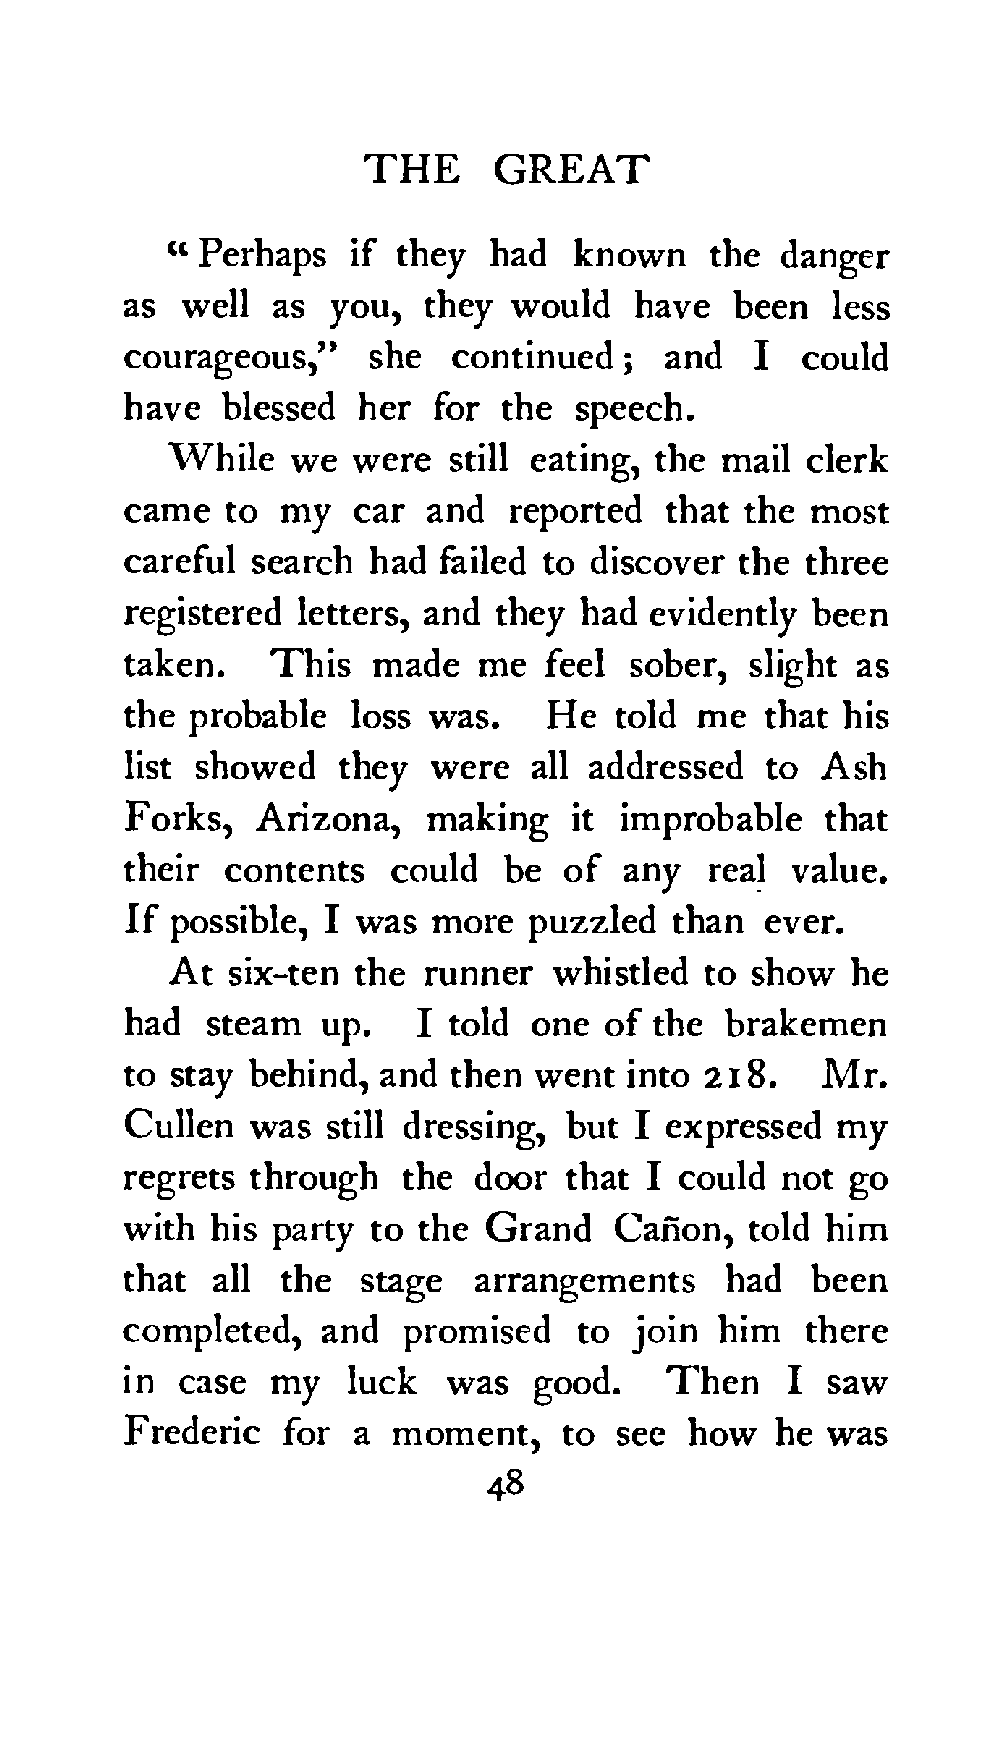 THE GREAT
“Perhaps if they had known the danger
as well as you, they would have been less
courageous,” she continued; and I could
have blessed her for the speech.
While we were still eating, the mail clerk
came to my car and reported that the most
careful search had failed to discover the three
registered letters, and they had evidently been
taken. This made me feel sober, slight as
the probable loss was. He told me that his
list showed they were all addressed to Ash
Forks, Arizona, making it improbable that
their contents could be of any real value.
If possible, I was more puzzled than ever.
At six-ten the runner whistled to show he
had steam up. I told one of the brakemen
to stay behind, and then went into 218. Mr.
Cullen was still dressing, but I expressed my
regrets through the door that I could not go
with his party to the Grand Cañon, told him
that all the stage arrangements had been
completed, and promised to join him there
in case my luck was good. Then I saw
Frederic for a moment, to see how he was
48